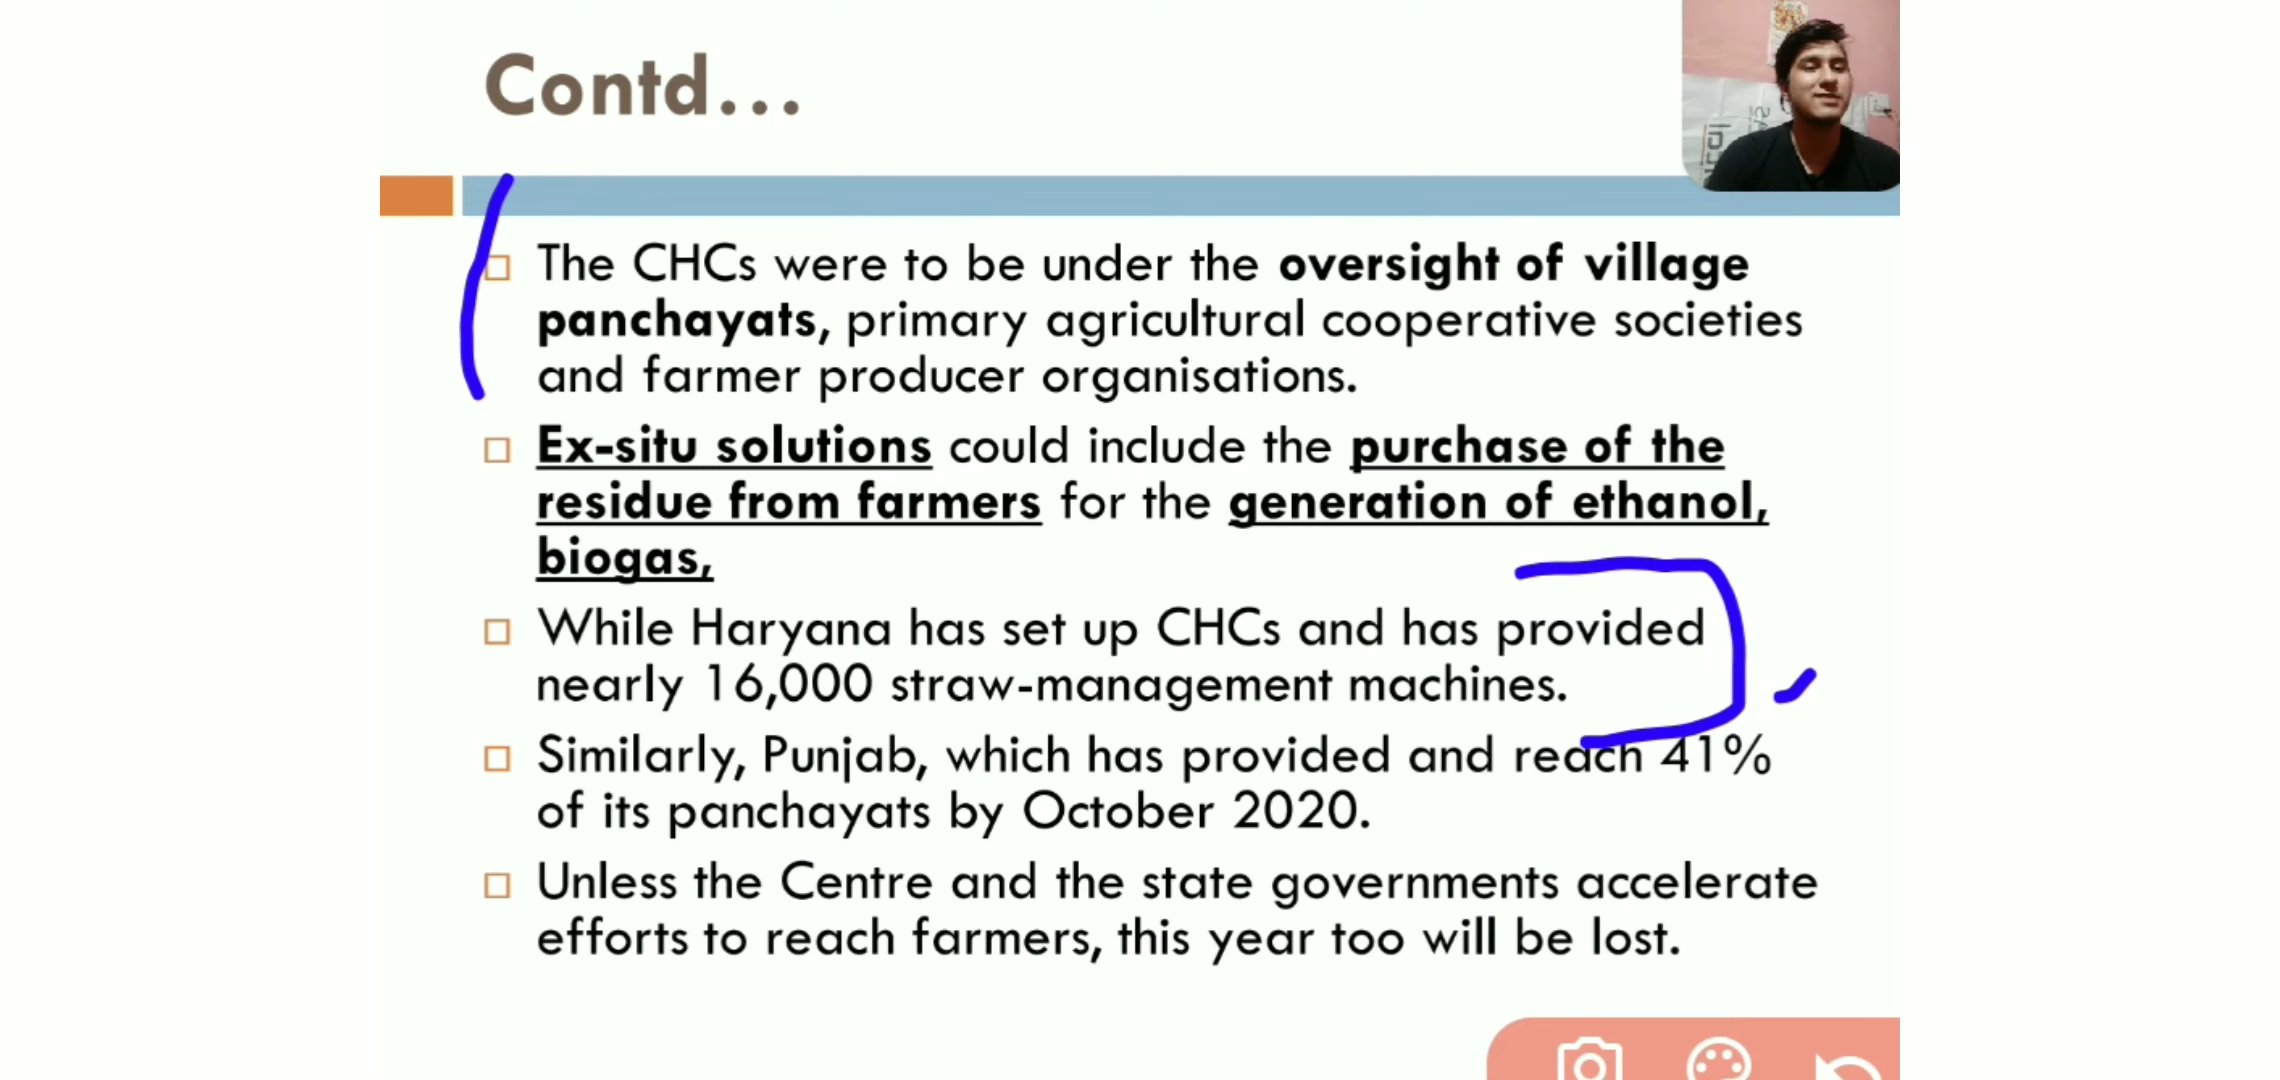 Contd...
The CHCs were to be under the oversight of village
panchayats, primary agricultural cooperative societies
and farmer producer organisations.
Ex-situ solutions could include the purchase of the
residue from farmers for the generation of ethanol,
biogas,
While Haryana has set up CHCs and has provided
nearly 16,000 straw-management machines.
Similarly, Punjab, which has provided and reach 41%
of its panchayats by October 2020.
Unless the Centre and the state governments accelerate
efforts to reach farmers, this year too will be lost.